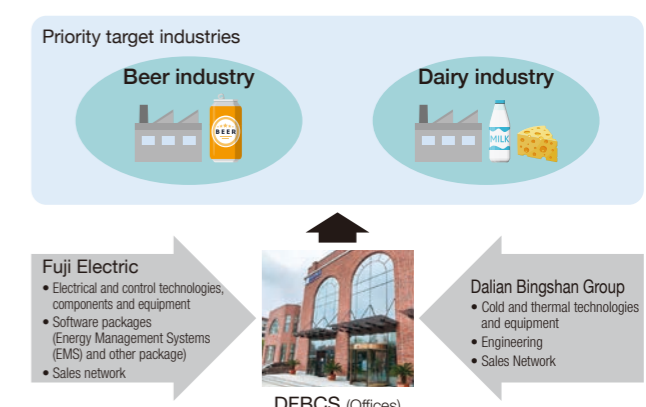 Priority target industries
Beer industry
Dairy industry
BEER
MILK
Fuji Electric
• Electrical and control technologies,
components and equipment
• Software packages
(Energy Management Systems
(EMS) and other package)
• Sales network
Dalian Bingshan Group
• Cold and thermal technologies
and equipment
• Engineering
• Sales Network
DFBCS (Offices)